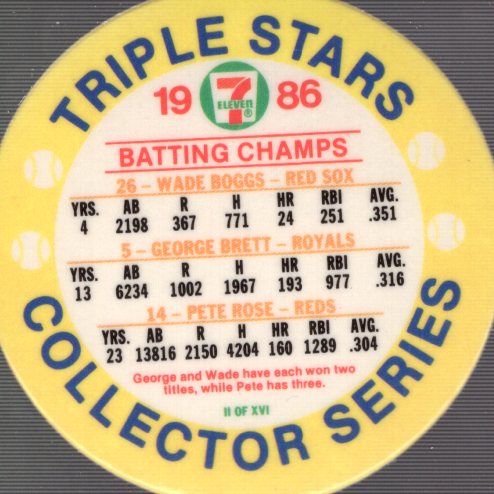 TRIPLE STARS
19 7 ELEVEN ® 86
BATTING CHAMPS
26 – WADE BOGGS – RED SOX
YRS. AB R H HR RBI AVG.
4 2198 367 771 24 251 .351
5 – GEORGE BRETT – ROYALS
YRS. AB R H HR RBI AVG.
13 6234 1002 1967 193 977 .316
14 – PETE ROSE – REDS
YRS. AB R H HR RBI AVG.
23 13816 2150 4204 160 1289 .304
George and Wade have each won two
titles, while Pete has three.
II OF XVI
COLLECTOR SERIES